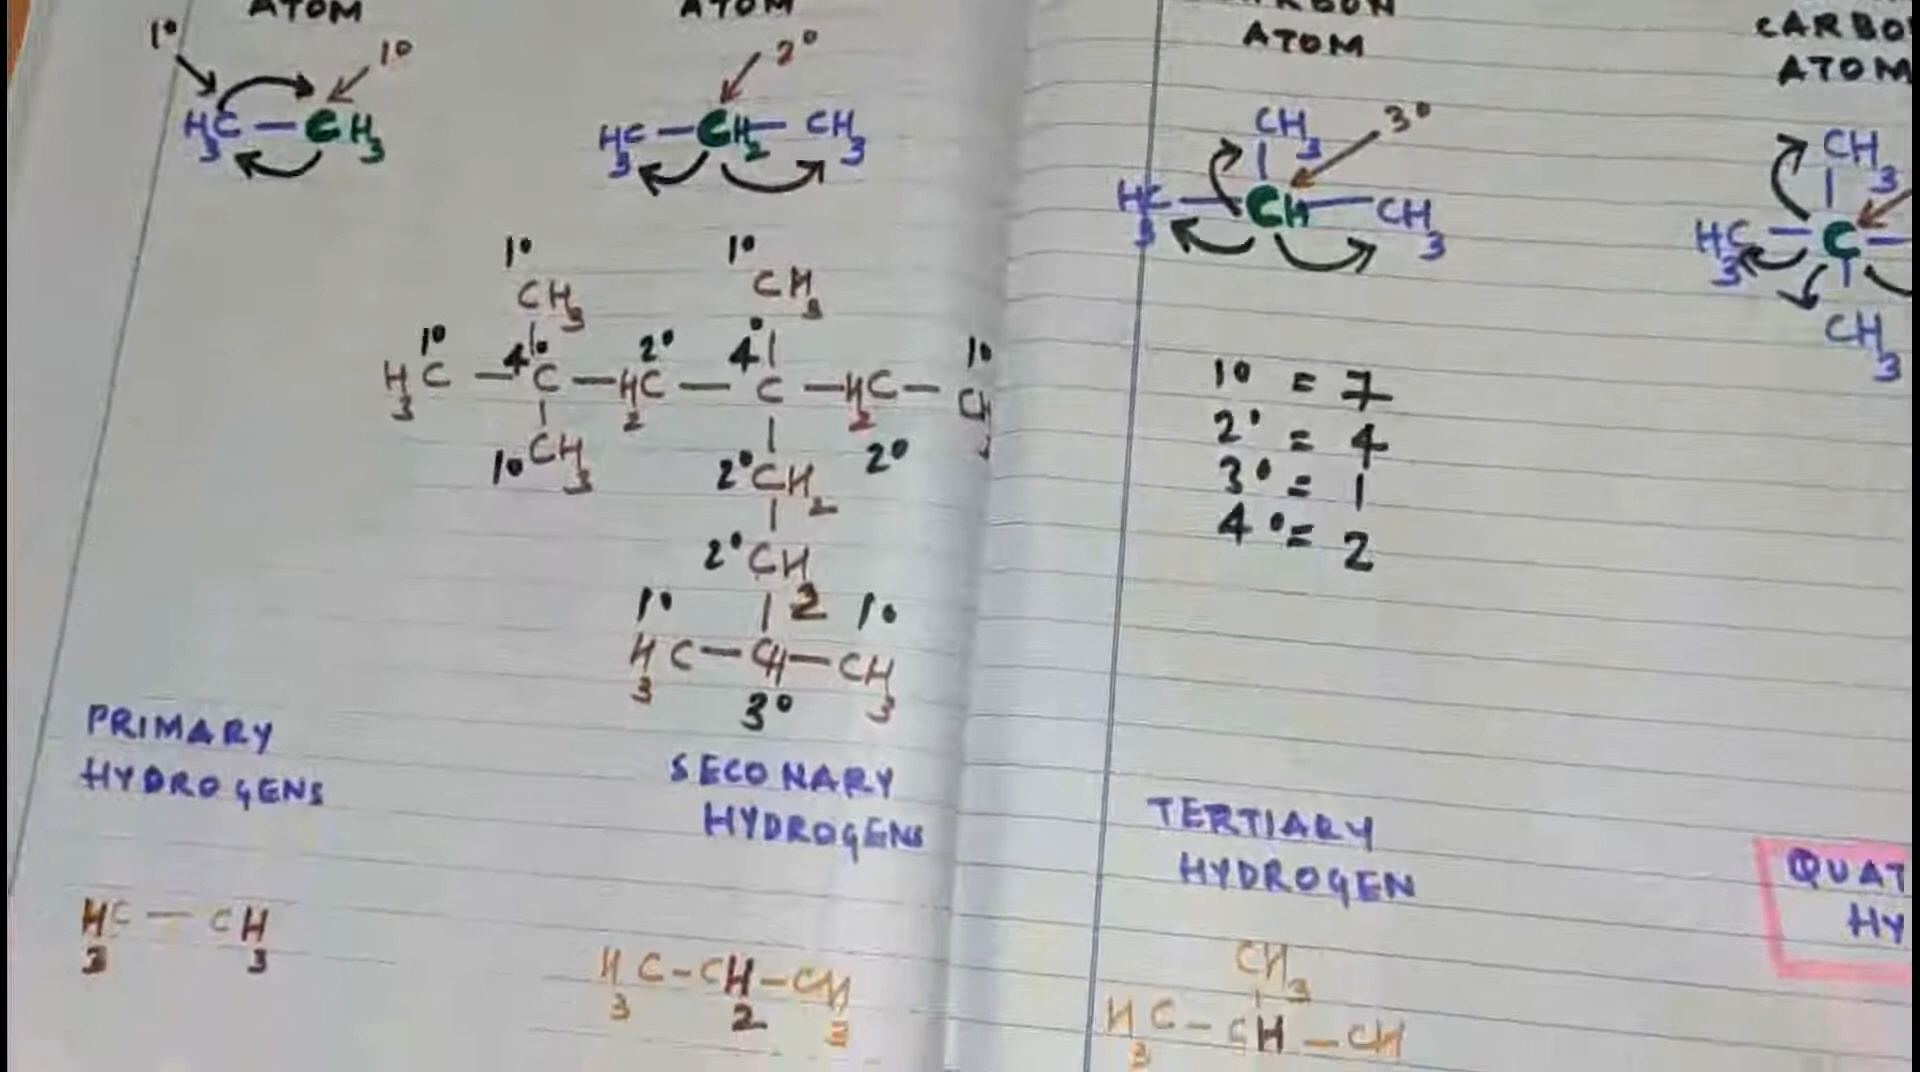 ATOM
ATOM
ATOM
CARBO
ATOM
1° 1°
H3C — CH3
2°
H3C — CH2 — CH3
3°
CH3
H3C — CH — CH3
CH3
H3C — C —
CH3
1° 1°
CH3 CH3
1° 4° 2° 4° 1°
H3C — C — H2C — C — H2C — CH
1° CH3 2° CH2 2°
2° CH2
1° 1°
H3C — CH — CH3
3°
1° = 7
2° = 4
3° = 1
4° = 2
PRIMARY
HYDROGENS
SECONARY
HYDROGENS
TERTIARY
HYDROGEN
QUAT
HY
H3C — CH3
H3C - CH2 - CH3
CH3
H3C - CH - CH